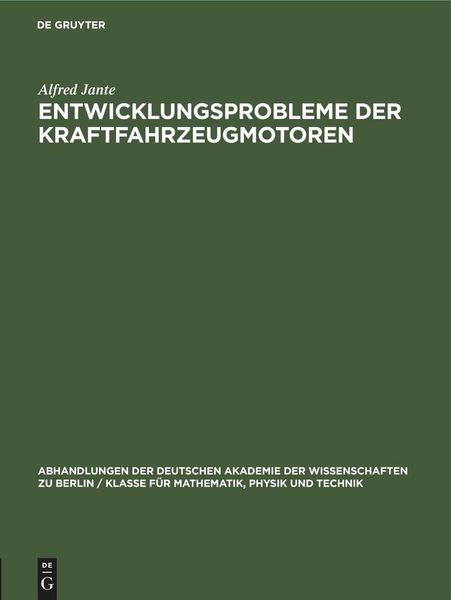 DE GRUYTER
Alfred Jante
ENTWICKLUNGSPROBLEME DER
KRAFTFAHRZEUGMOTOREN
ABHANDLUNGEN DER DEUTSCHEN AKADEMIE DER WISSENSCHAFTEN
ZU BERLIN / KLASSE FÜR MATHEMATIK, PHYSIK UND TECHNIK
DE
G